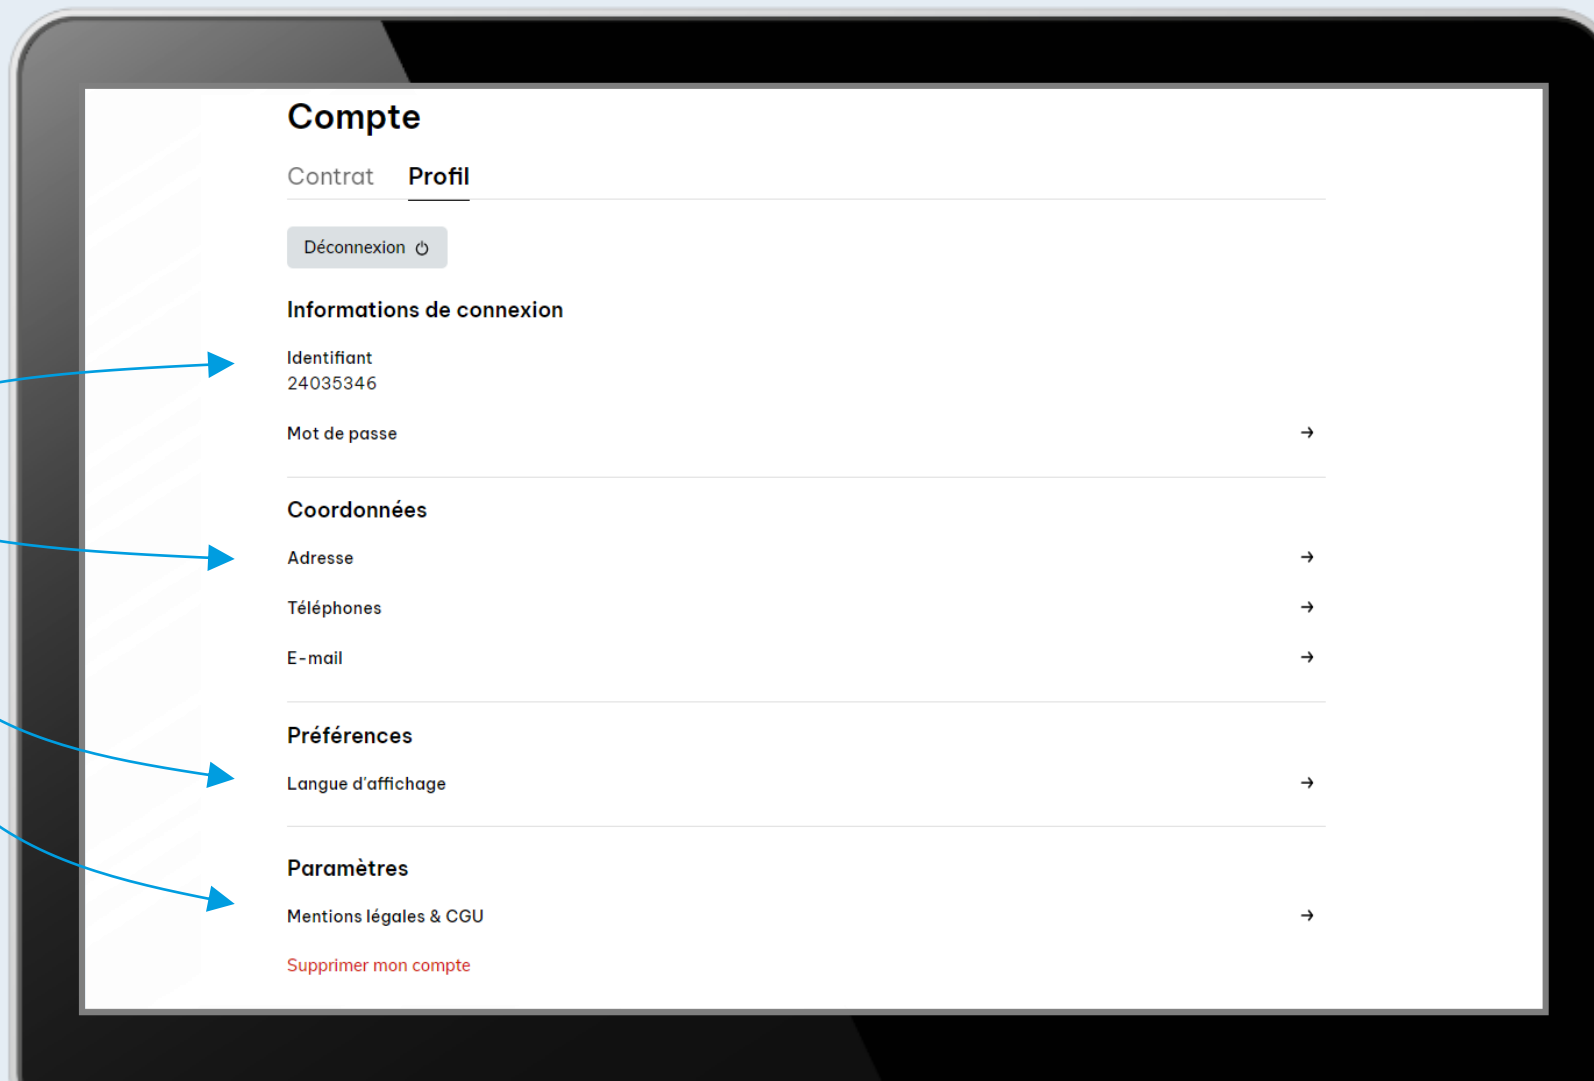 Compte
Contrat Profil
Déconnexion
Informations de connexion
Identifiant
24035346
Mot de passe
Coordonnées
Adresse
Téléphones
E-mail
Préférences
Langue d'affichage
Paramètres
Mentions légales & CGU
Supprimer mon compte